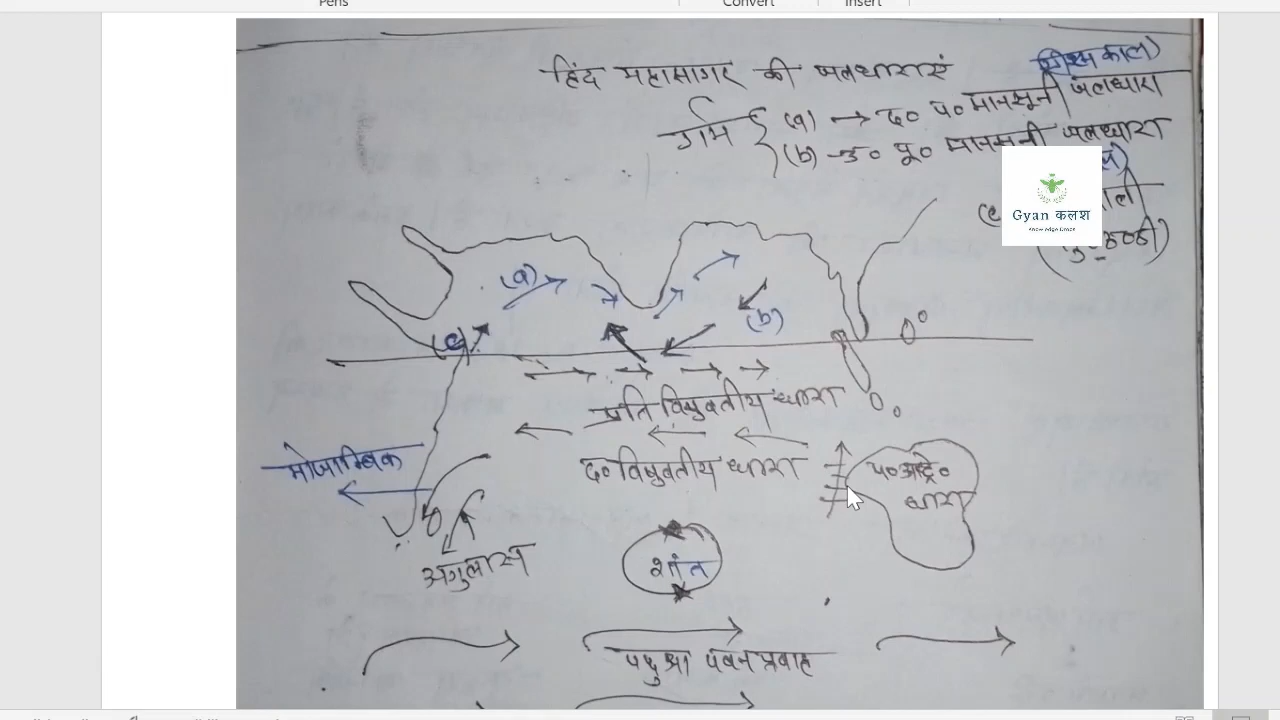 Pens Convert Insert
हिंद महासागर की जलधाराएं
(ग्रीष्म काल)
गर्म { (a) → द० प० मानसूनी जलधारा
(b) → उ० पू० मानसूनी जलधारा
Gyan कलश
(a)
(b)
0°
प्रति विषुवतीय धारा
द० विषुवतीय धारा
मोजाम्बिक
प० आस्ट्रे०
धारा
अगुलास
शांत
पछुआ पवन प्रवाह